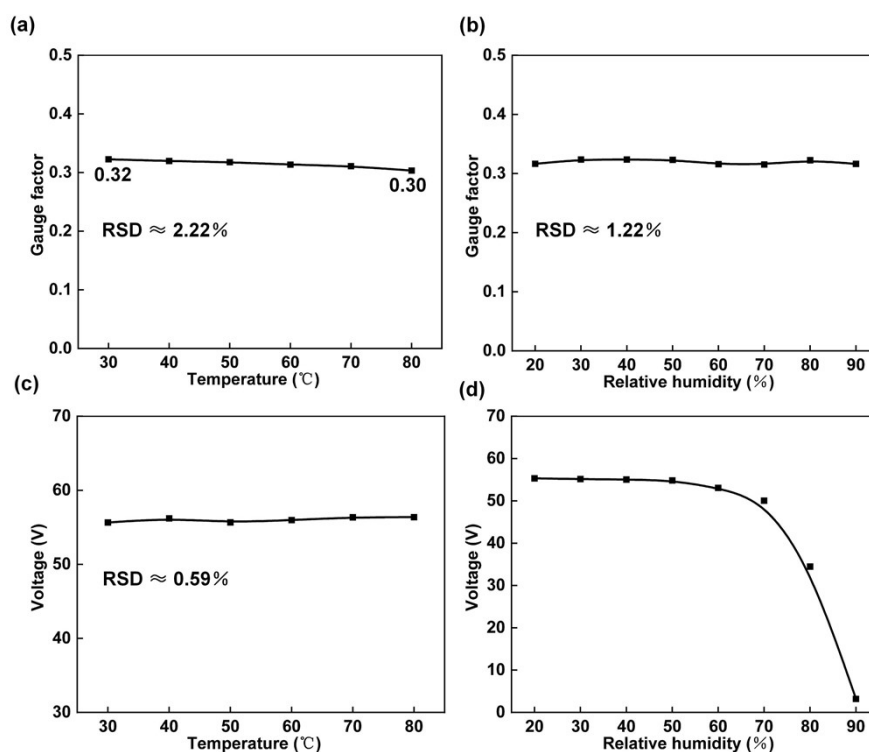 (a)
0.5
0.4
0.3
0.2
0.1
0.0
Gauge factor
0.32
0.30
RSD ≈ 2.22%
30 40 50 60 70 80
Temperature (℃)
(b)
0.5
0.4
0.3
0.2
0.1
0.0
Gauge factor
RSD ≈ 1.22%
20 30 40 50 60 70 80 90
Relative humidity (%)
(c)
70
60
50
40
30
Voltage (V)
RSD ≈ 0.59%
30 40 50 60 70 80
Temperature (℃)
(d)
70
60
50
40
30
20
10
0
Voltage (V)
20 30 40 50 60 70 80 90
Relative humidity (%)